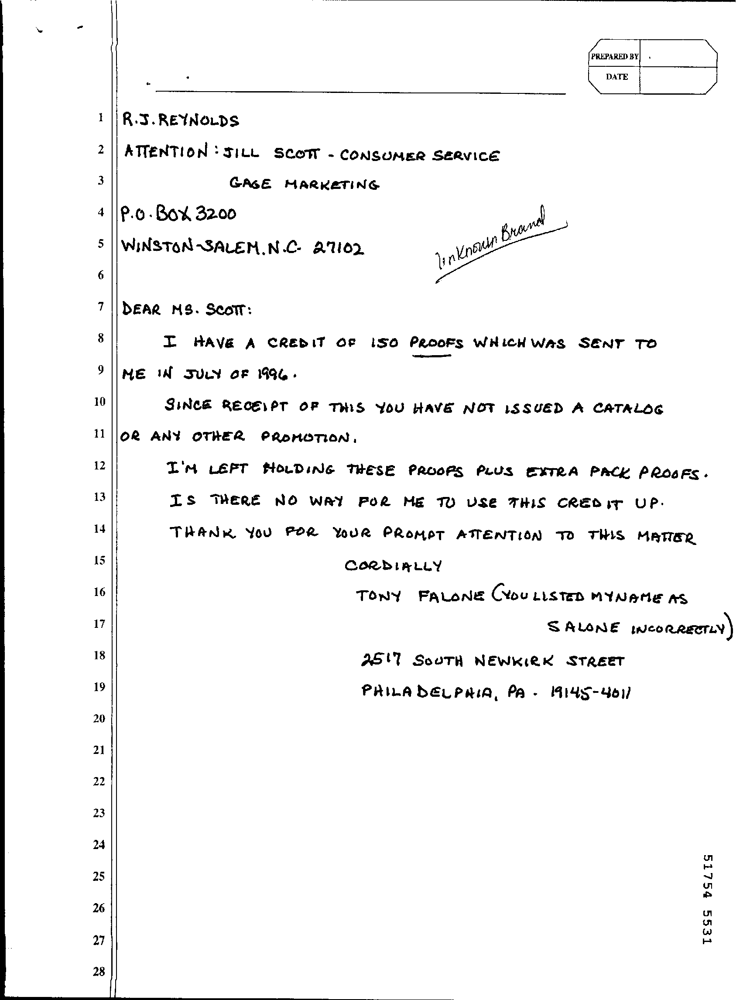 PREPARED BY
DATE
1 R.J. REYNOLDS
2 ATTENTION: JILL SCOTT - CONSUMER SERVICE
3 GAGE MARKETING
4 P.O. BOX 3200
Unknown Brand
5 WINSTON-SALEM, N.C. 27102
6
7 DEAR MS. SCOTT:
8 I HAVE A CREDIT OF 150 PROOFS WHICH WAS SENT TO
9 ME IN JULY OF 1996.
10 SINCE RECEIPT OF THIS YOU HAVE NOT ISSUED A CATALOG
11 OR ANY OTHER PROMOTION.
12 I'M LEFT HOLDING THESE PROOFS PLUS EXTRA PACK PROOFS.
13 IS THERE NO WAY FOR ME TO USE THIS CREDIT UP.
14 THANK YOU FOR YOUR PROMPT ATTENTION TO THIS MATTER
15 CORDIALLY
16 TONY FALONE (YOU LISTED MY NAME AS
17 SALONE INCORRECTLY)
18 2517 SOUTH NEWKIRK STREET
19 PHILADELPHIA, PA. 19145-4011
20
21
22
23
24
25
26
27
28
51754 5531